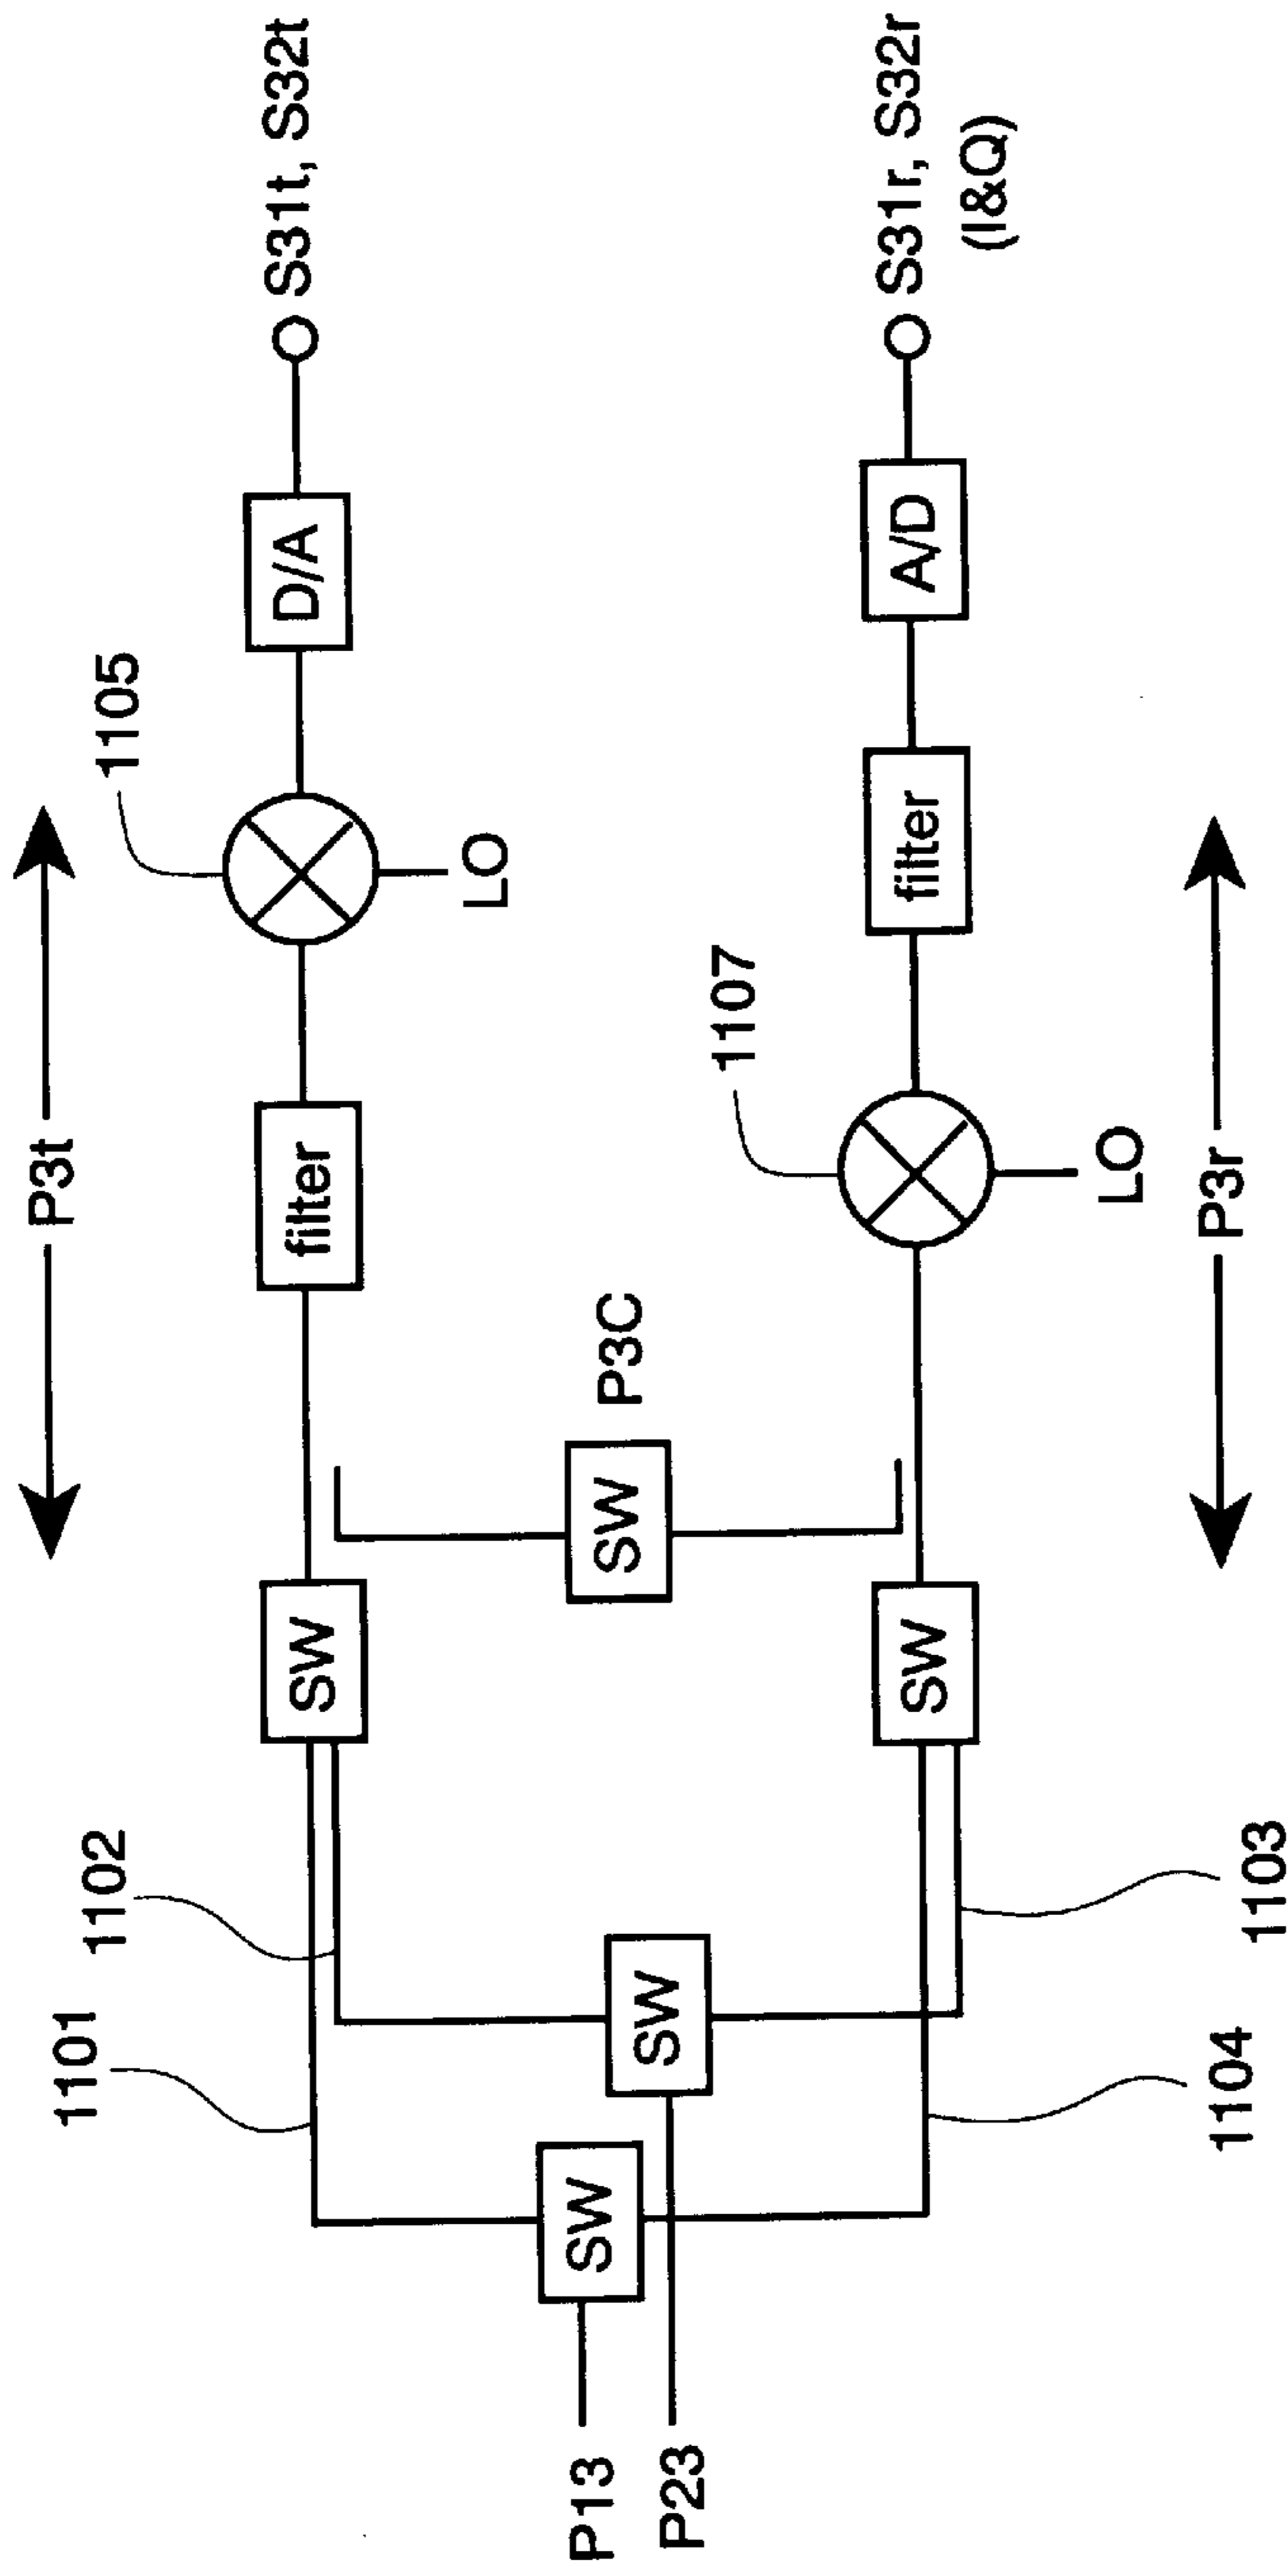 P3t
1105
S31t, S32t
D/A
LO
filter
SW
1102
1101
P3C
SW
SW
SW
P13
P23
1107
S31r, S32r
(I&Q)
A/D
filter
LO
SW
1103
1104
P3r